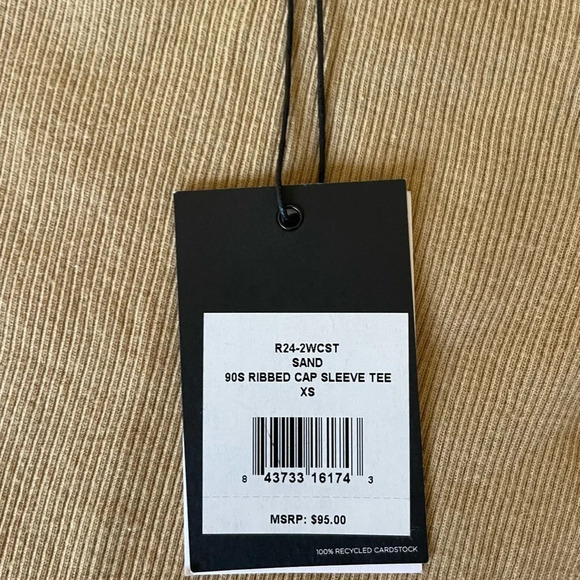 R24-2WCST
SAND
90S RIBBED CAP SLEEVE TEE
XS
8 43733 16174 3
MSRP: $95.00
100% RECYCLED CARDSTOCK